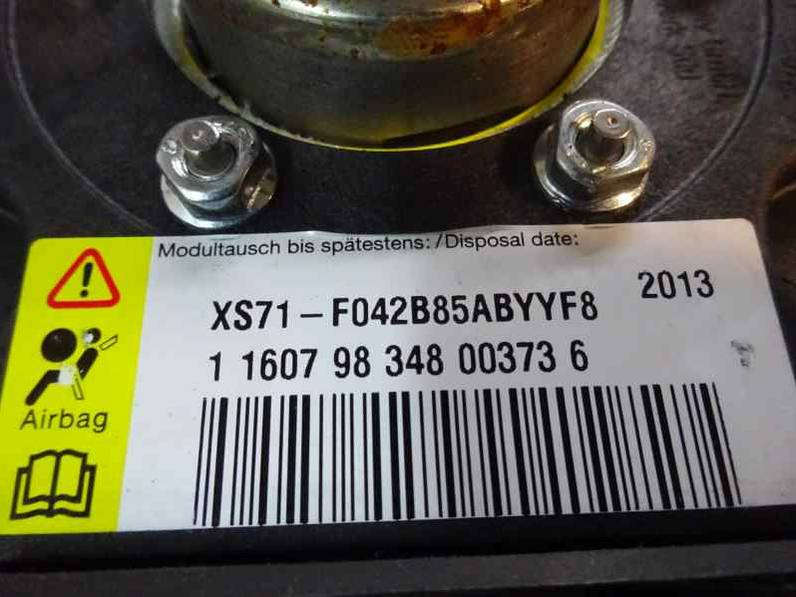 Modultausch bis spätestens: /Disposal date:
2013
XS71-F042B85ABYYF8
1 1607 98 348 00373 6
Airbag